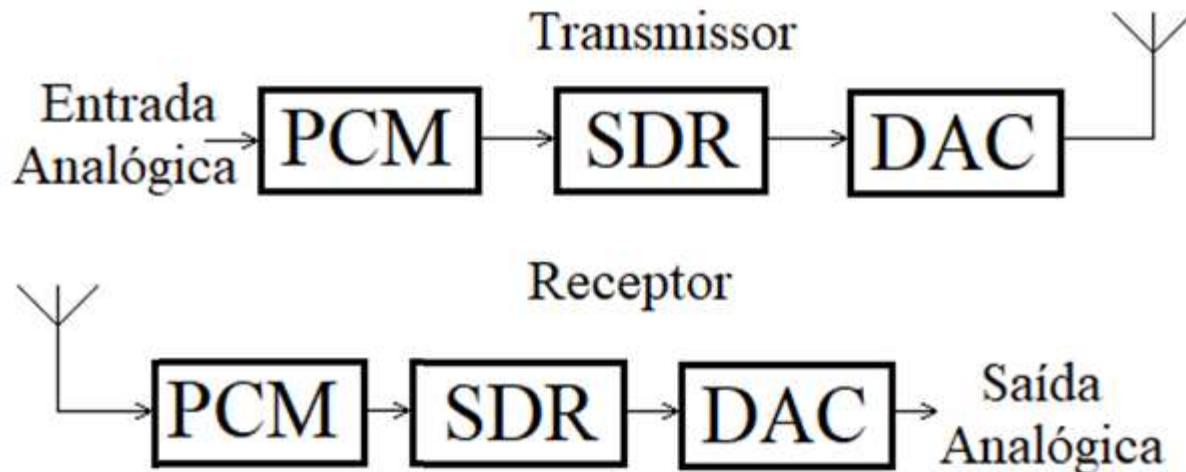 Transmissor
Entrada
Analógica
PCM
SDR
DAC
Receptor
PCM
SDR
DAC
Saída
Analógica